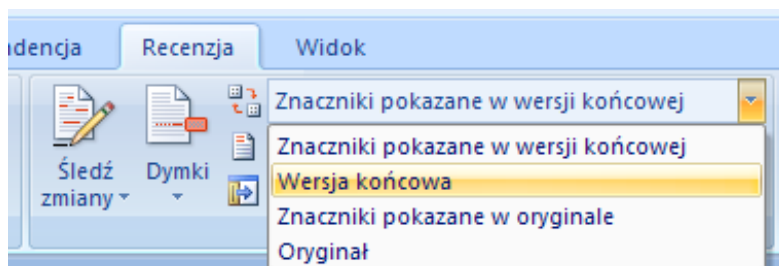 ndencja Recenzja Widok
Znaczniki pokazane w wersji końcowej
Śledź zmiany
Dymki
Znaczniki pokazane w wersji końcowej
Wersja końcowa
Znaczniki pokazane w oryginale
Oryginał